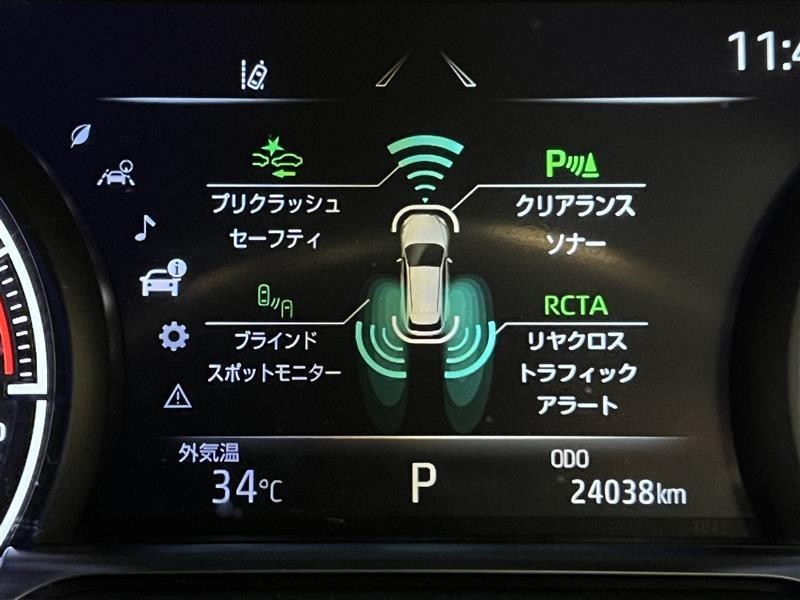 11:4
P
プリクラッシュ
セーフティ
クリアランス
ソナー
RCTA
ブラインド
スポットモニター
リヤクロス
トラフィック
アラート
外気温
34℃
P
ODO
24038km